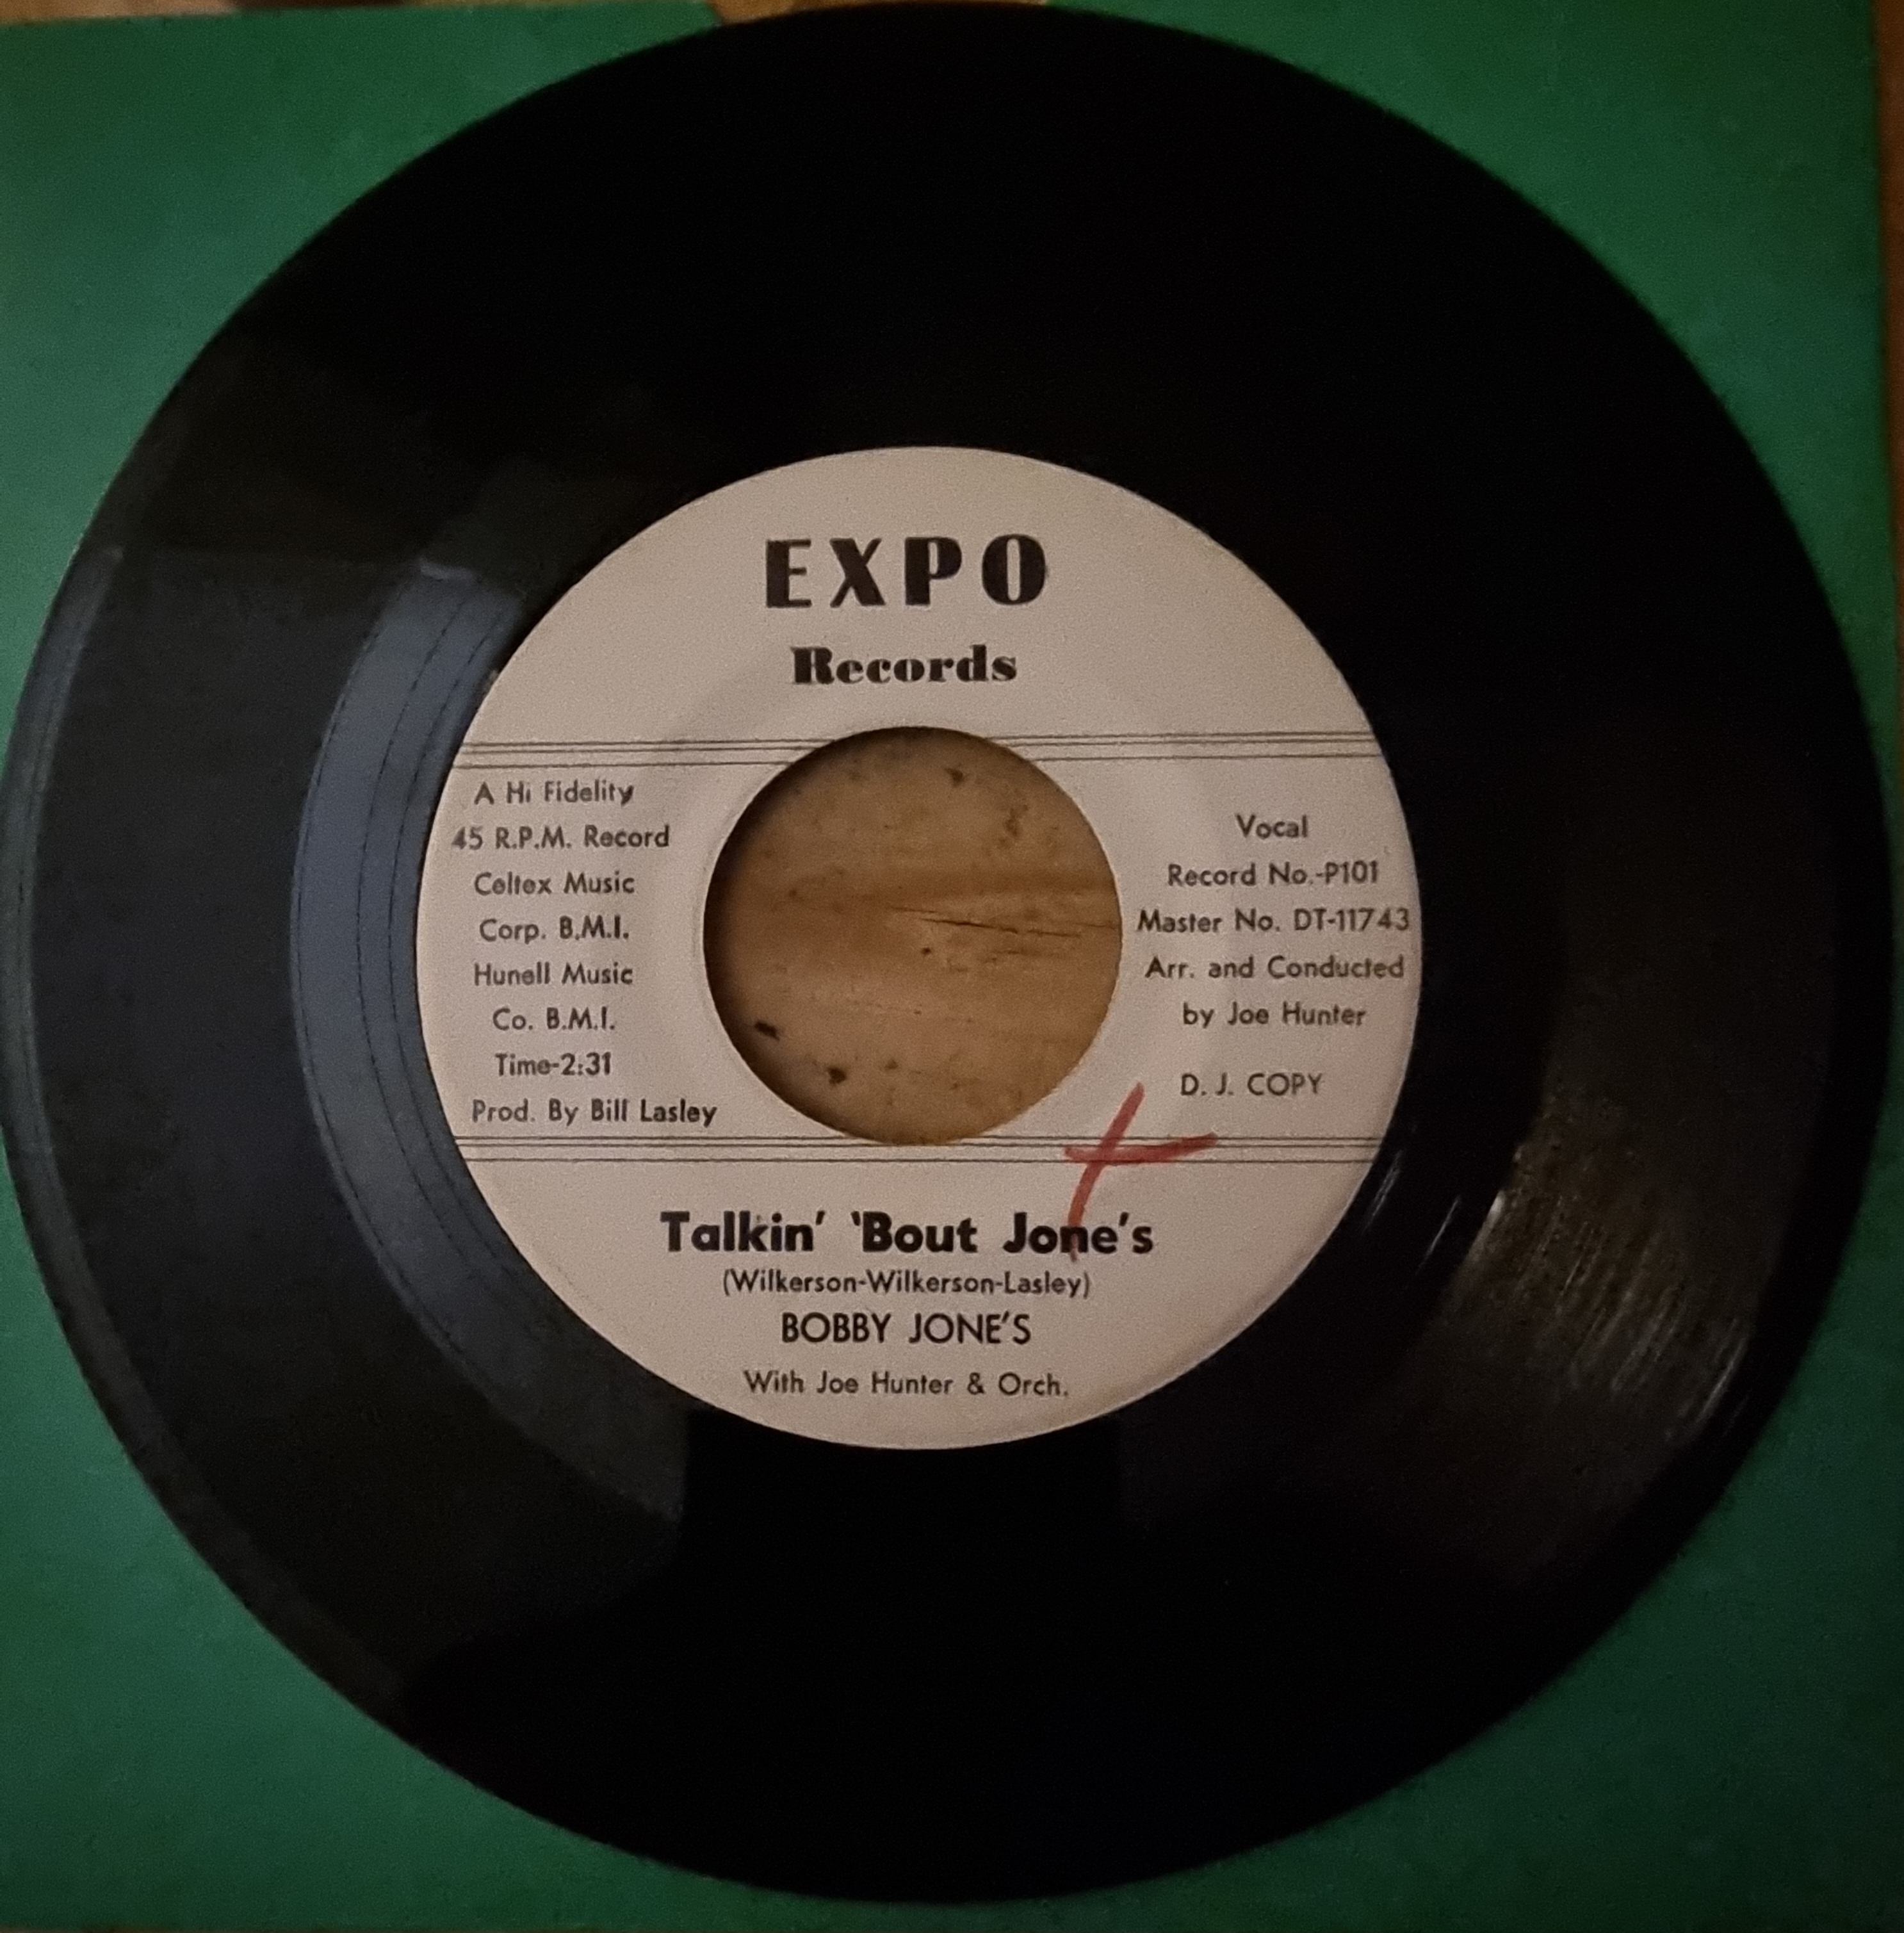 EXPO
Records
A Hi Fidelity
45 R.P.M. Record
Celtex Music
Corp. B.M.I.
Hunell Music
Co. B.M.I.
Time-2:31
Prod. By Bill Lasley
Vocal
Record No.-P101
Master No. DT-11743
Arr. and Conducted
by Joe Hunter
D. J. COPY
Talkin' 'Bout Jone's
(Wilkerson-Wilkerson-Lasley)
BOBBY JONE'S
With Joe Hunter & Orch.